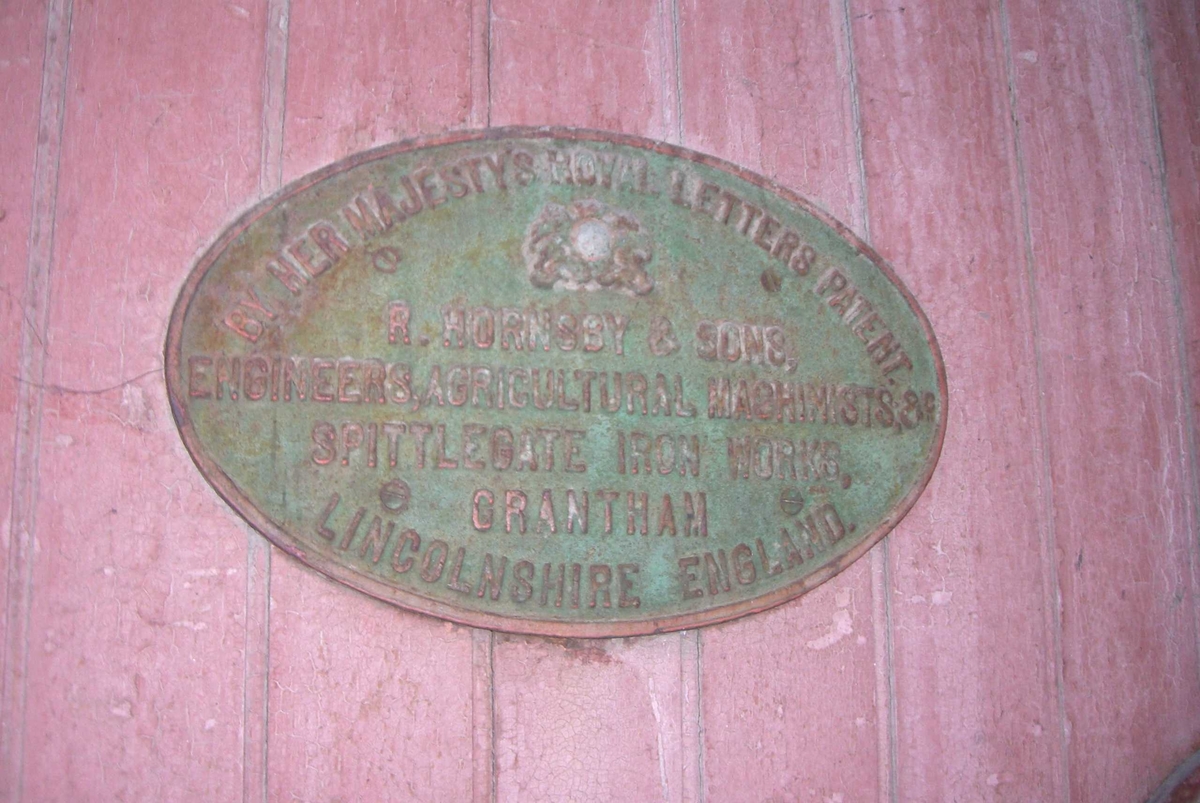 BY HER MAJESTY'S ROYAL LETTERS PATENT.
R. HORNSBY & SONS,
ENGINEERS, AGRICULTURAL MACHINISTS, &c
SPITTLEGATE IRON WORKS,
GRANTHAM
LINCOLNSHIRE ENGLAND.